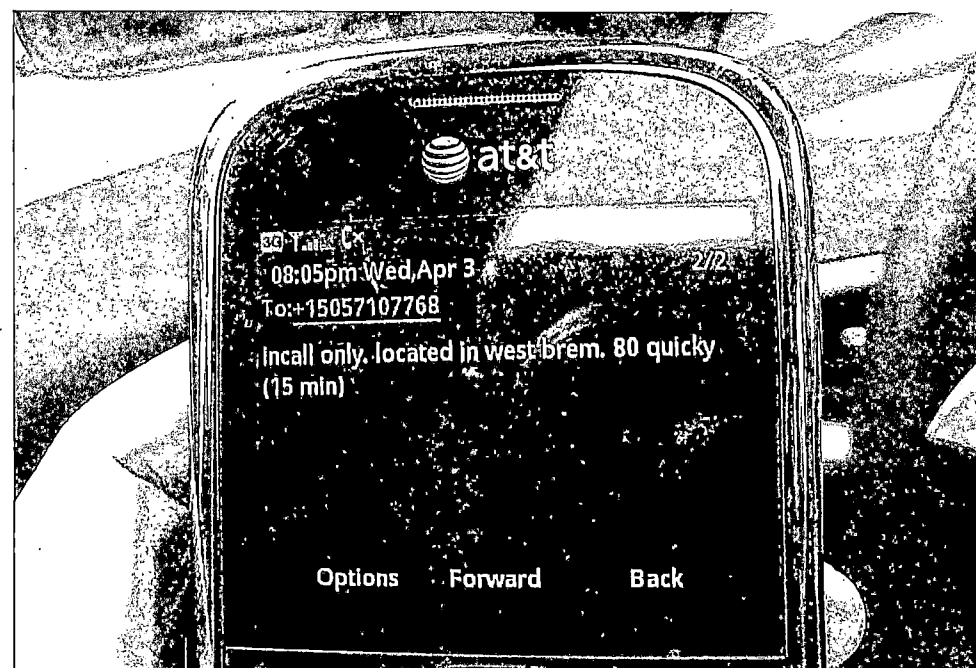 at&t
3G
08:05pm Wed,Apr 3
2/2
To:+15057107768
Incall only. located in west brem. 80 quicky
(15 min)
Options Forward Back